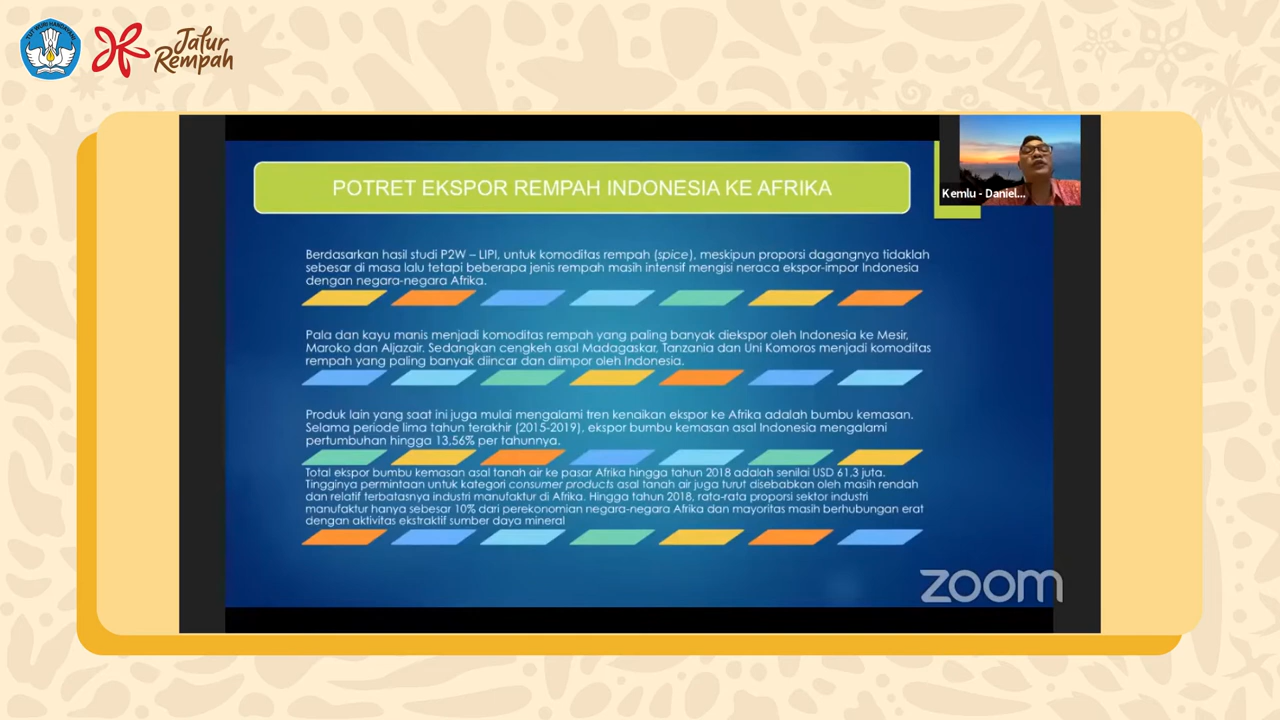 TUT WURI HANDAYANI
Jalur
Rempah
Kemlu - Daniel...
POTRET EKSPOR REMPAH INDONESIA KE AFRIKA
Berdasarkan hasil studi P2W – LIPI, untuk komoditas rempah (spice), meskipun proporsi dagangnya tidaklah
sebesar di masa lalu tetapi beberapa jenis rempah masih intensif mengisi neraca ekspor-impor Indonesia
dengan negara-negara Afrika.
Pala dan kayu manis menjadi komoditas rempah yang paling banyak diekspor oleh Indonesia ke Mesir,
Maroko dan Aljazair. Sedangkan cengkeh asal Madagaskar, Tanzania dan Uni Komoros menjadi komoditas
rempah yang paling banyak diincar dan diimpor oleh Indonesia.
Produk lain yang saat ini juga mulai mengalami tren kenaikan ekspor ke Afrika adalah bumbu kemasan.
Selama periode lima tahun terakhir (2015-2019), ekspor bumbu kemasan asal Indonesia mengalami
pertumbuhan hingga 13,56% per tahunnya.
Total ekspor bumbu kemasan asal tanah air ke pasar Afrika hingga tahun 2018 adalah senilai USD 61,3 juta.
Tingginya permintaan untuk kategori consumer products asal tanah air juga turut disebabkan oleh masih rendah
dan relatif terbatasnya industri manufaktur di Afrika. Hingga tahun 2018, rata-rata proporsi sektor industri
manufaktur hanya sebesar 10% dari perekonomian negara-negara Afrika dan mayoritas masih berhubungan erat
dengan aktivitas ekstraktif sumber daya mineral
zoom